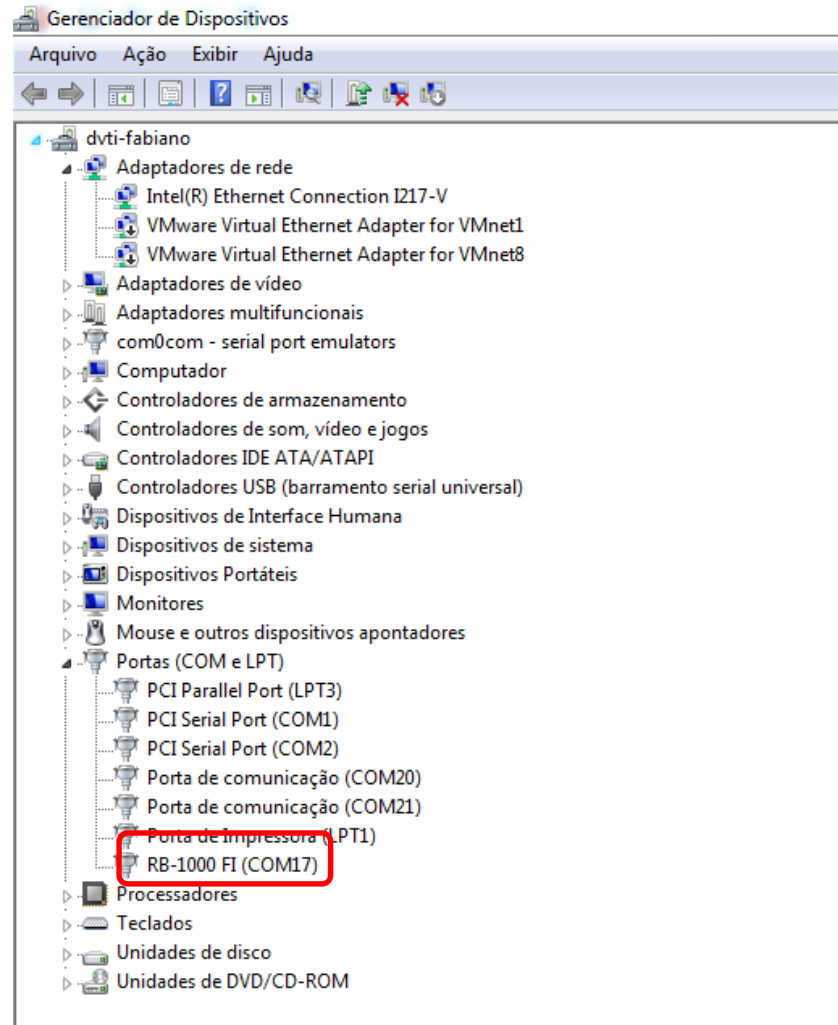 Gerenciador de Dispositivos
Arquivo Ação Exibir Ajuda
dvti-fabiano
Adaptadores de rede
Intel(R) Ethernet Connection I217-V
VMware Virtual Ethernet Adapter for VMnet1
VMware Virtual Ethernet Adapter for VMnet8
Adaptadores de vídeo
Adaptadores multifuncionais
com0com - serial port emulators
Computador
Controladores de armazenamento
Controladores de som, vídeo e jogos
Controladores IDE ATA/ATAPI
Controladores USB (barramento serial universal)
Dispositivos de Interface Humana
Dispositivos de sistema
Dispositivos Portáteis
Monitores
Mouse e outros dispositivos apontadores
Portas (COM e LPT)
PCI Parallel Port (LPT3)
PCI Serial Port (COM1)
PCI Serial Port (COM2)
Porta de comunicação (COM20)
Porta de comunicação (COM21)
Porta de Impressora (LPT1)
RB-1000 FI (COM17)
Processadores
Teclados
Unidades de disco
Unidades de DVD/CD-ROM